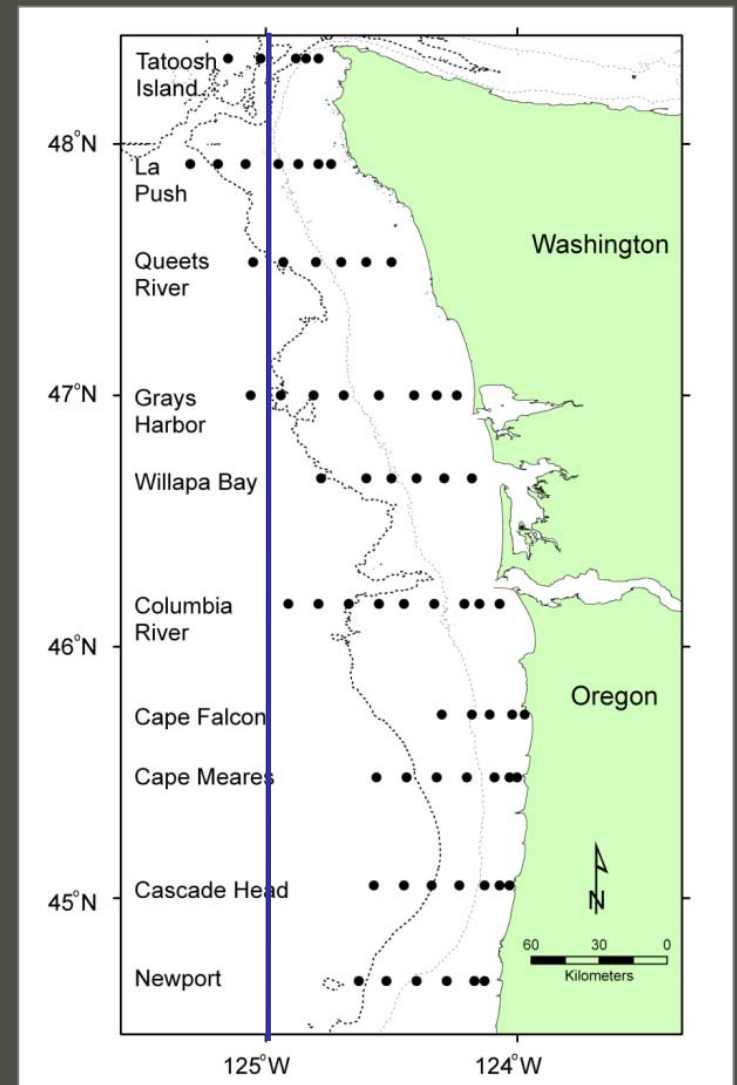 Tatoosh
Island
48°N
La
Push
Washington
Queets
River
47°N
Grays
Harbor
Willapa Bay
Columbia
River
46°N
Oregon
Cape Falcon
Cape Meares
Cascade Head
45°N
N
60 30 0
Kilometers
Newport
125°W 124°W